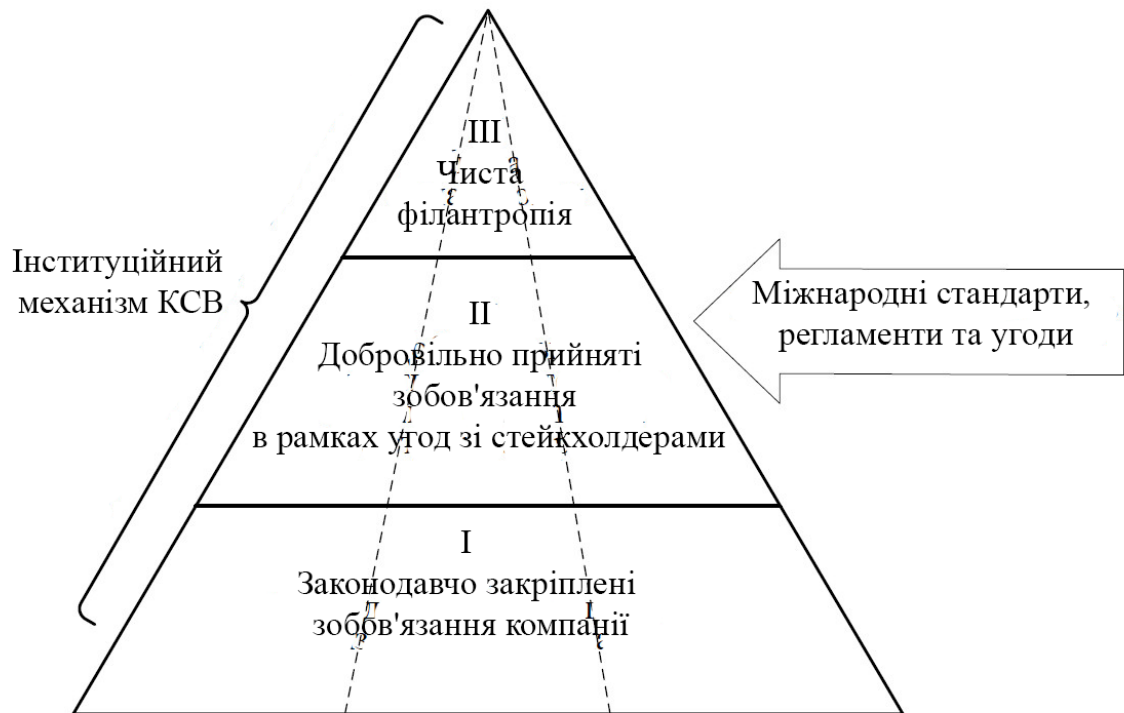 III
Чиста
філантропія
Інституційний
механізм КСВ
II
Добровільно прийняті
зобов'язання
в рамках угод зі стейкхолдерами
Міжнародні стандарти,
регламенти та угоди
I
Законодавчо закріплені
зобов'язання компанії